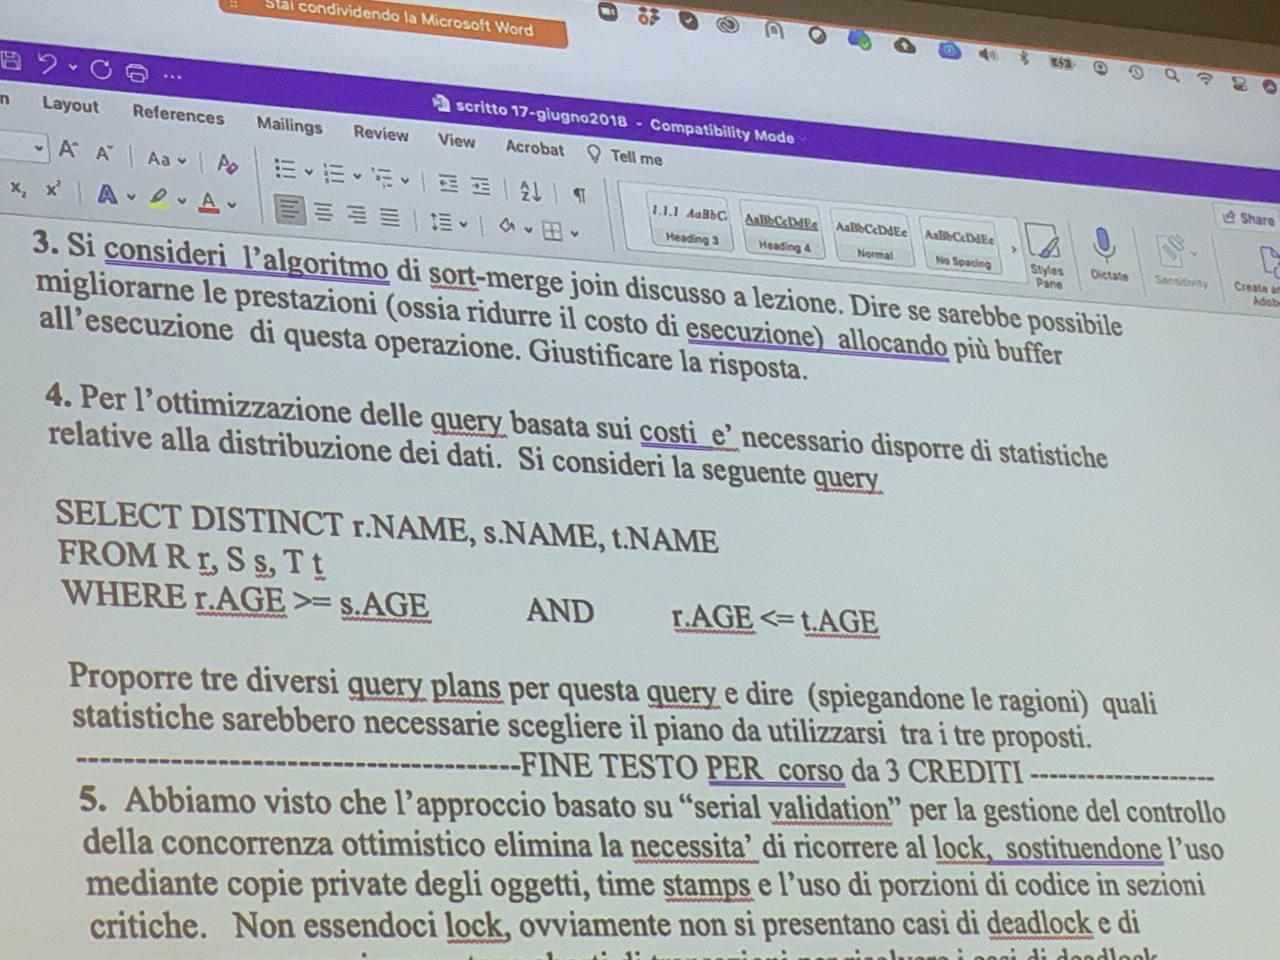 Stai condividendo la Microsoft Word
scritto 17-giugno2018 - Compatibility Mode
Layout References Mailings Review View Acrobat Tell me
Share
1.1.1 AaBbC AaBbCcDdEe AaBbCcDdEe AaBbCcDdEe
Heading 3 Heading 4 Normal No Spacing
Styles Pane Dictate Sensitivity
3. Si consideri l'algoritmo di sort-merge join discusso a lezione. Dire se sarebbe possibile
migliorarne le prestazioni (ossia ridurre il costo di esecuzione) allocando più buffer
all'esecuzione di questa operazione. Giustificare la risposta.
4. Per l'ottimizzazione delle query basata sui costi e' necessario disporre di statistiche
relative alla distribuzione dei dati. Si consideri la seguente query
SELECT DISTINCT r.NAME, s.NAME, t.NAME
FROM R r, S s, T t
WHERE r.AGE >= s.AGE AND r.AGE <= t.AGE
Proporre tre diversi query plans per questa query e dire (spiegandone le ragioni) quali
statistiche sarebbero necessarie scegliere il piano da utilizzarsi tra i tre proposti.
--------------------------------------FINE TESTO PER corso da 3 CREDITI --------------------
5. Abbiamo visto che l'approccio basato su "serial validation" per la gestione del controllo
della concorrenza ottimistico elimina la necessita' di ricorrere al lock, sostituendone l'uso
mediante copie private degli oggetti, time stamps e l'uso di porzioni di codice in sezioni
critiche. Non essendoci lock, ovviamente non si presentano casi di deadlock e di